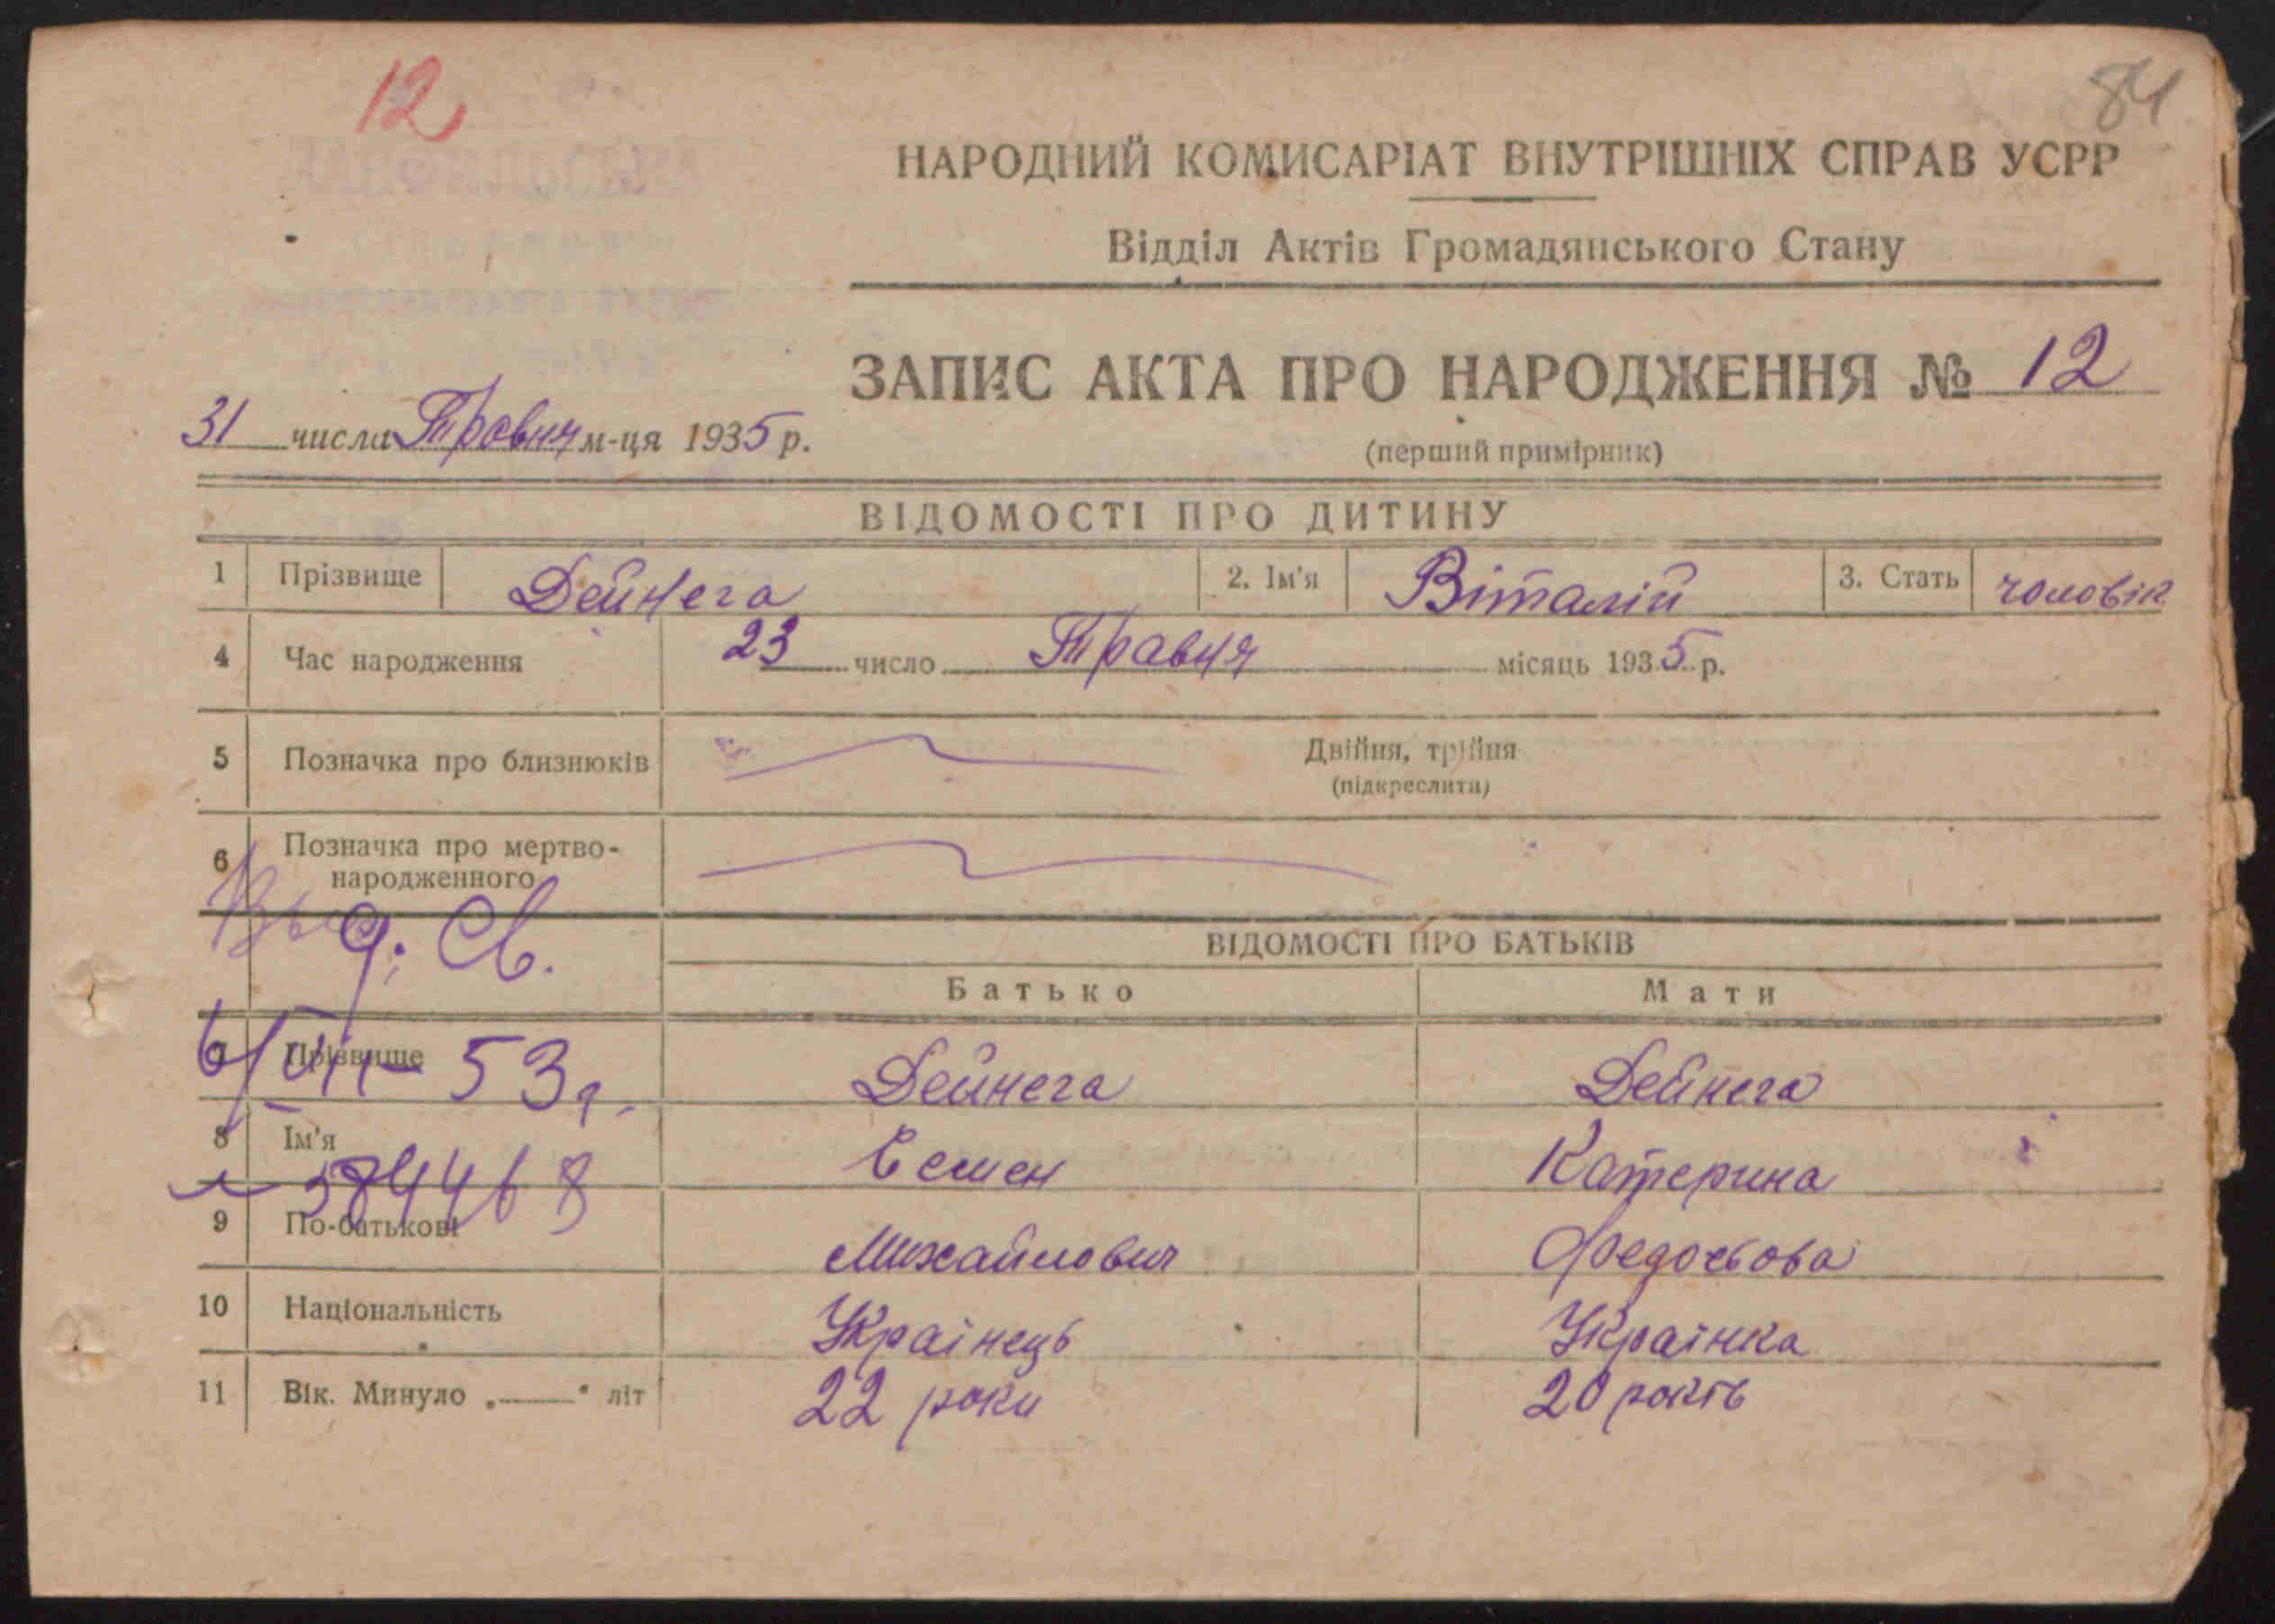 12
84
НАРОДНИЙ КОМИСАРІАТ ВНУТРІШНІХ СПРАВ УСРР
Відділ Актів Громадянського Стану
ЗАПИС АКТА ПРО НАРОДЖЕННЯ № 12
31 числа Травня м-ця 1935 р.
(перший примірник)
ВІДОМОСТІ ПРО ДИТИНУ
1 Прізвище Дейнега 2. Ім'я Віталій 3. Стать чоловік
4 Час народження 23 число Травня місяць 1935 р.
5 Позначка про близнюків Двійня, трійня
(підкреслити)
6 Позначка про мертво-
народженного
Св.
ВІДОМОСТІ ПРО БАТЬКІВ
Батько Мати
Прізвище Дейнега Дейнега
53 г.
8 Ім'я Семен Катерина
9 По-батькові Михайлович
10 Національність Українець Українка
11 Вік. Минуло „——" літ 22 роки 20 років